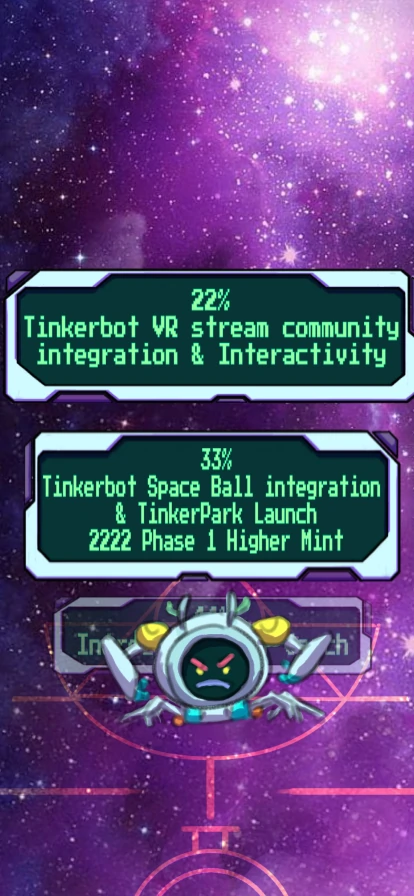 22%
Tinkerbot VR stream community
integration & Interactivity
33%
Tinkerbot Space Ball integration
& TinkerPark Launch
2222 Phase 1 Higher Mint